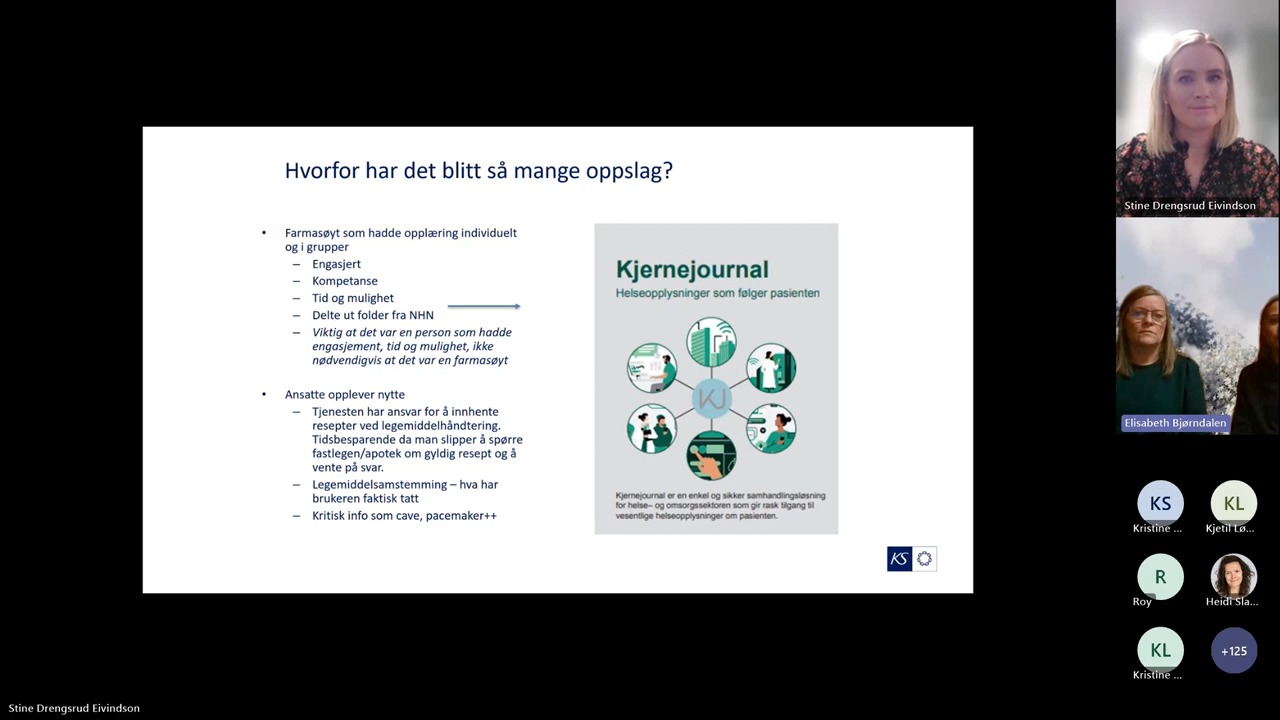 Hvorfor har det blitt så mange oppslag?
• Farmasøyt som hadde opplæring individuelt
og i grupper
– Engasjert
– Kompetanse
– Tid og mulighet
– Delte ut folder fra NHN
– Viktig at det var en person som hadde
engasjement, tid og mulighet, ikke
nødvendigvis at det var en farmasøyt
• Ansatte opplever nytte
– Tjenesten har ansvar for å innhente
resepter ved legemiddelhåndtering.
Tidsbesparende da man slipper å spørre
fastlegen/apotek om gyldig resept og å
vente på svar.
– Legemiddelsamstemming – hva har
brukeren faktisk tatt
– Kritisk info som cave, pacemaker++
Kjernejournal
Helseopplysninger som følger pasienten
KJ
Kjernejournal er en enkel og sikker samhandlingsløsning
for helse– og omsorgssektoren som gir rask tilgang til
vesentlige helseopplysninger om pasienten.
KS
Stine Drengsrud Eivindson
Elisabeth Bjørndalen
KS
KL
Kristine ...
Kjetil Lø...
R
Roy
Heidi Sla...
KL
+125
Kristine ...
Stine Drengsrud Eivindson